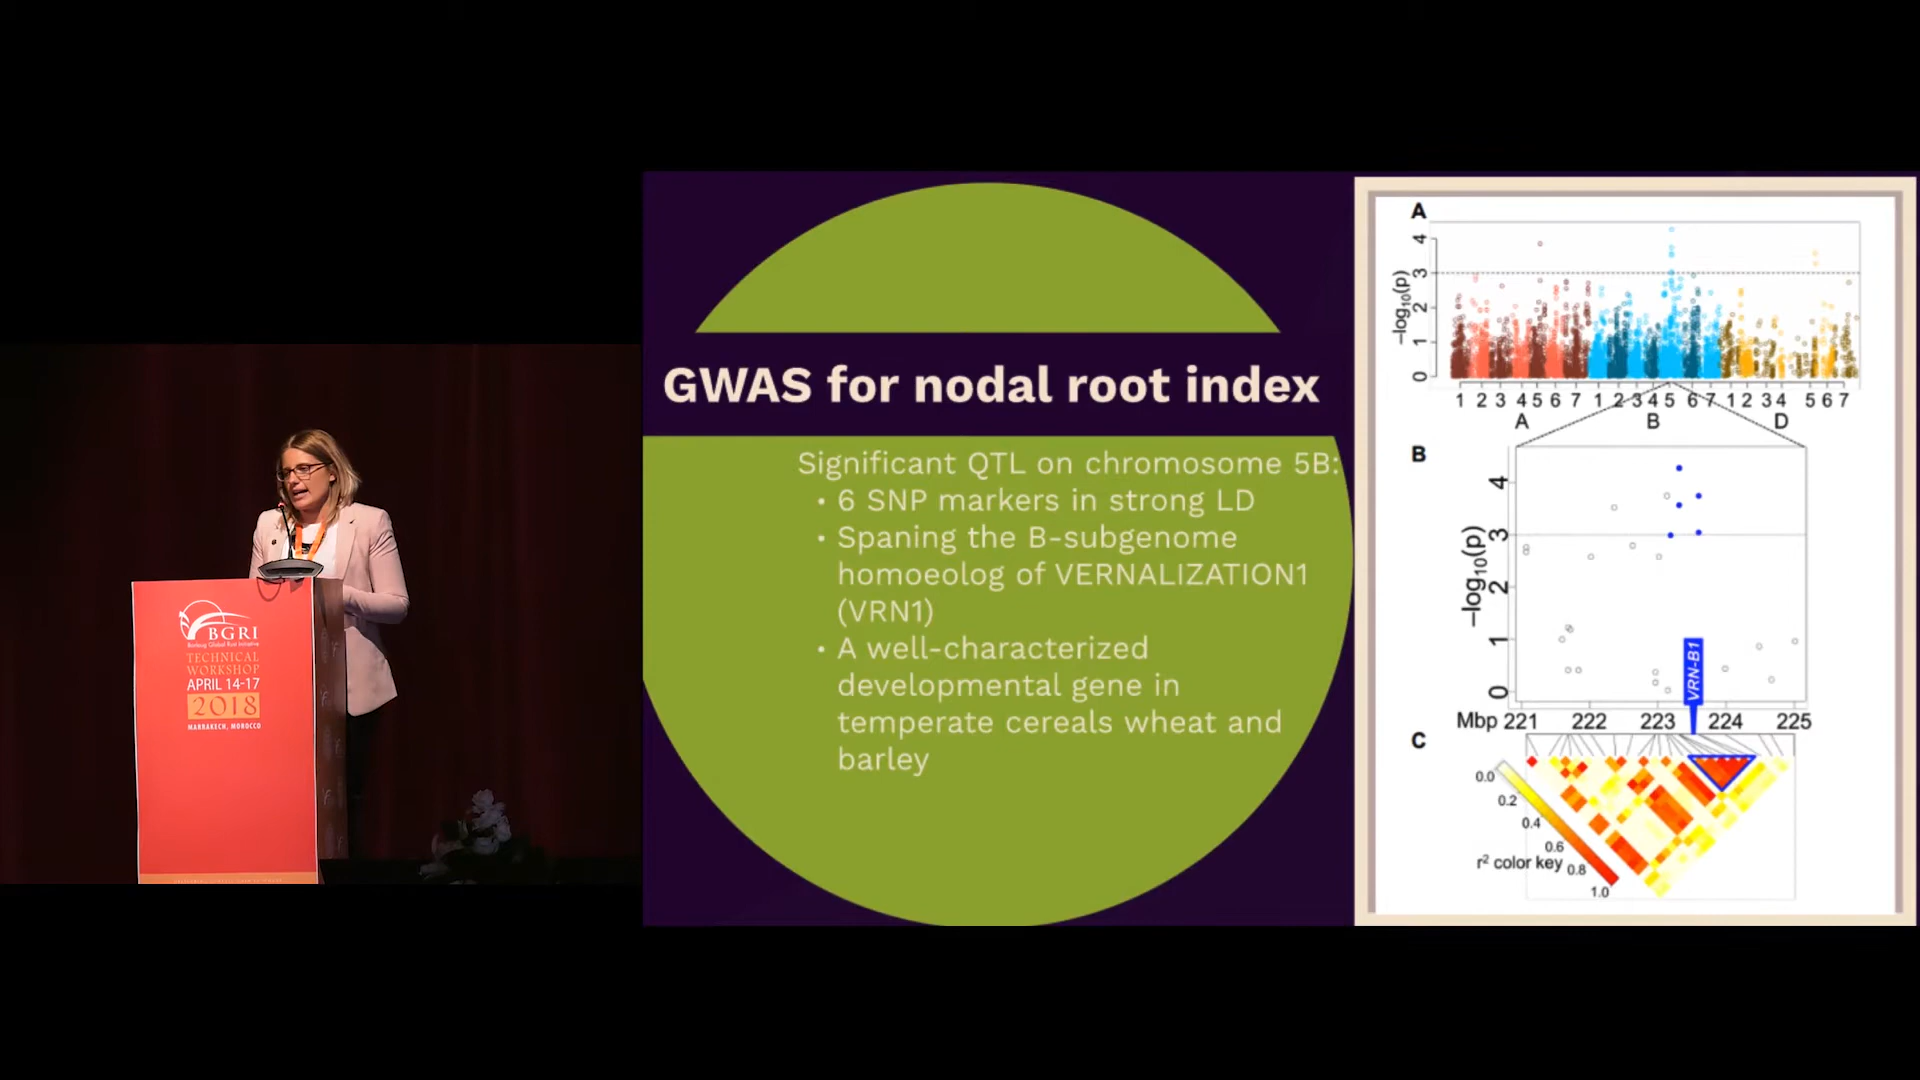 BGRI
Borlaug Global Rust Initiative
TECHNICAL
WORKSHOP
APRIL 14-17
2018
MARRAKECH, MOROCCO
GWAS for nodal root index
Significant QTL on chromosome 5B:
• 6 SNP markers in strong LD
• Spaning the B-subgenome
homoeolog of VERNALIZATION1
(VRN1)
• A well-characterized
developmental gene in
temperate cereals wheat and
barley
A
4
3
2
1
0
−log10(p)
1 2 3 4 5 6 7 1 2 3 4 5 6 7 1 2 3 4 5 6 7
A B D
B
4
3
2
1
0
−log10(p)
VRN-B1
Mbp 221 222 223 224 225
C
0.0
0.2
0.4
0.6
0.8
1.0
r² color key